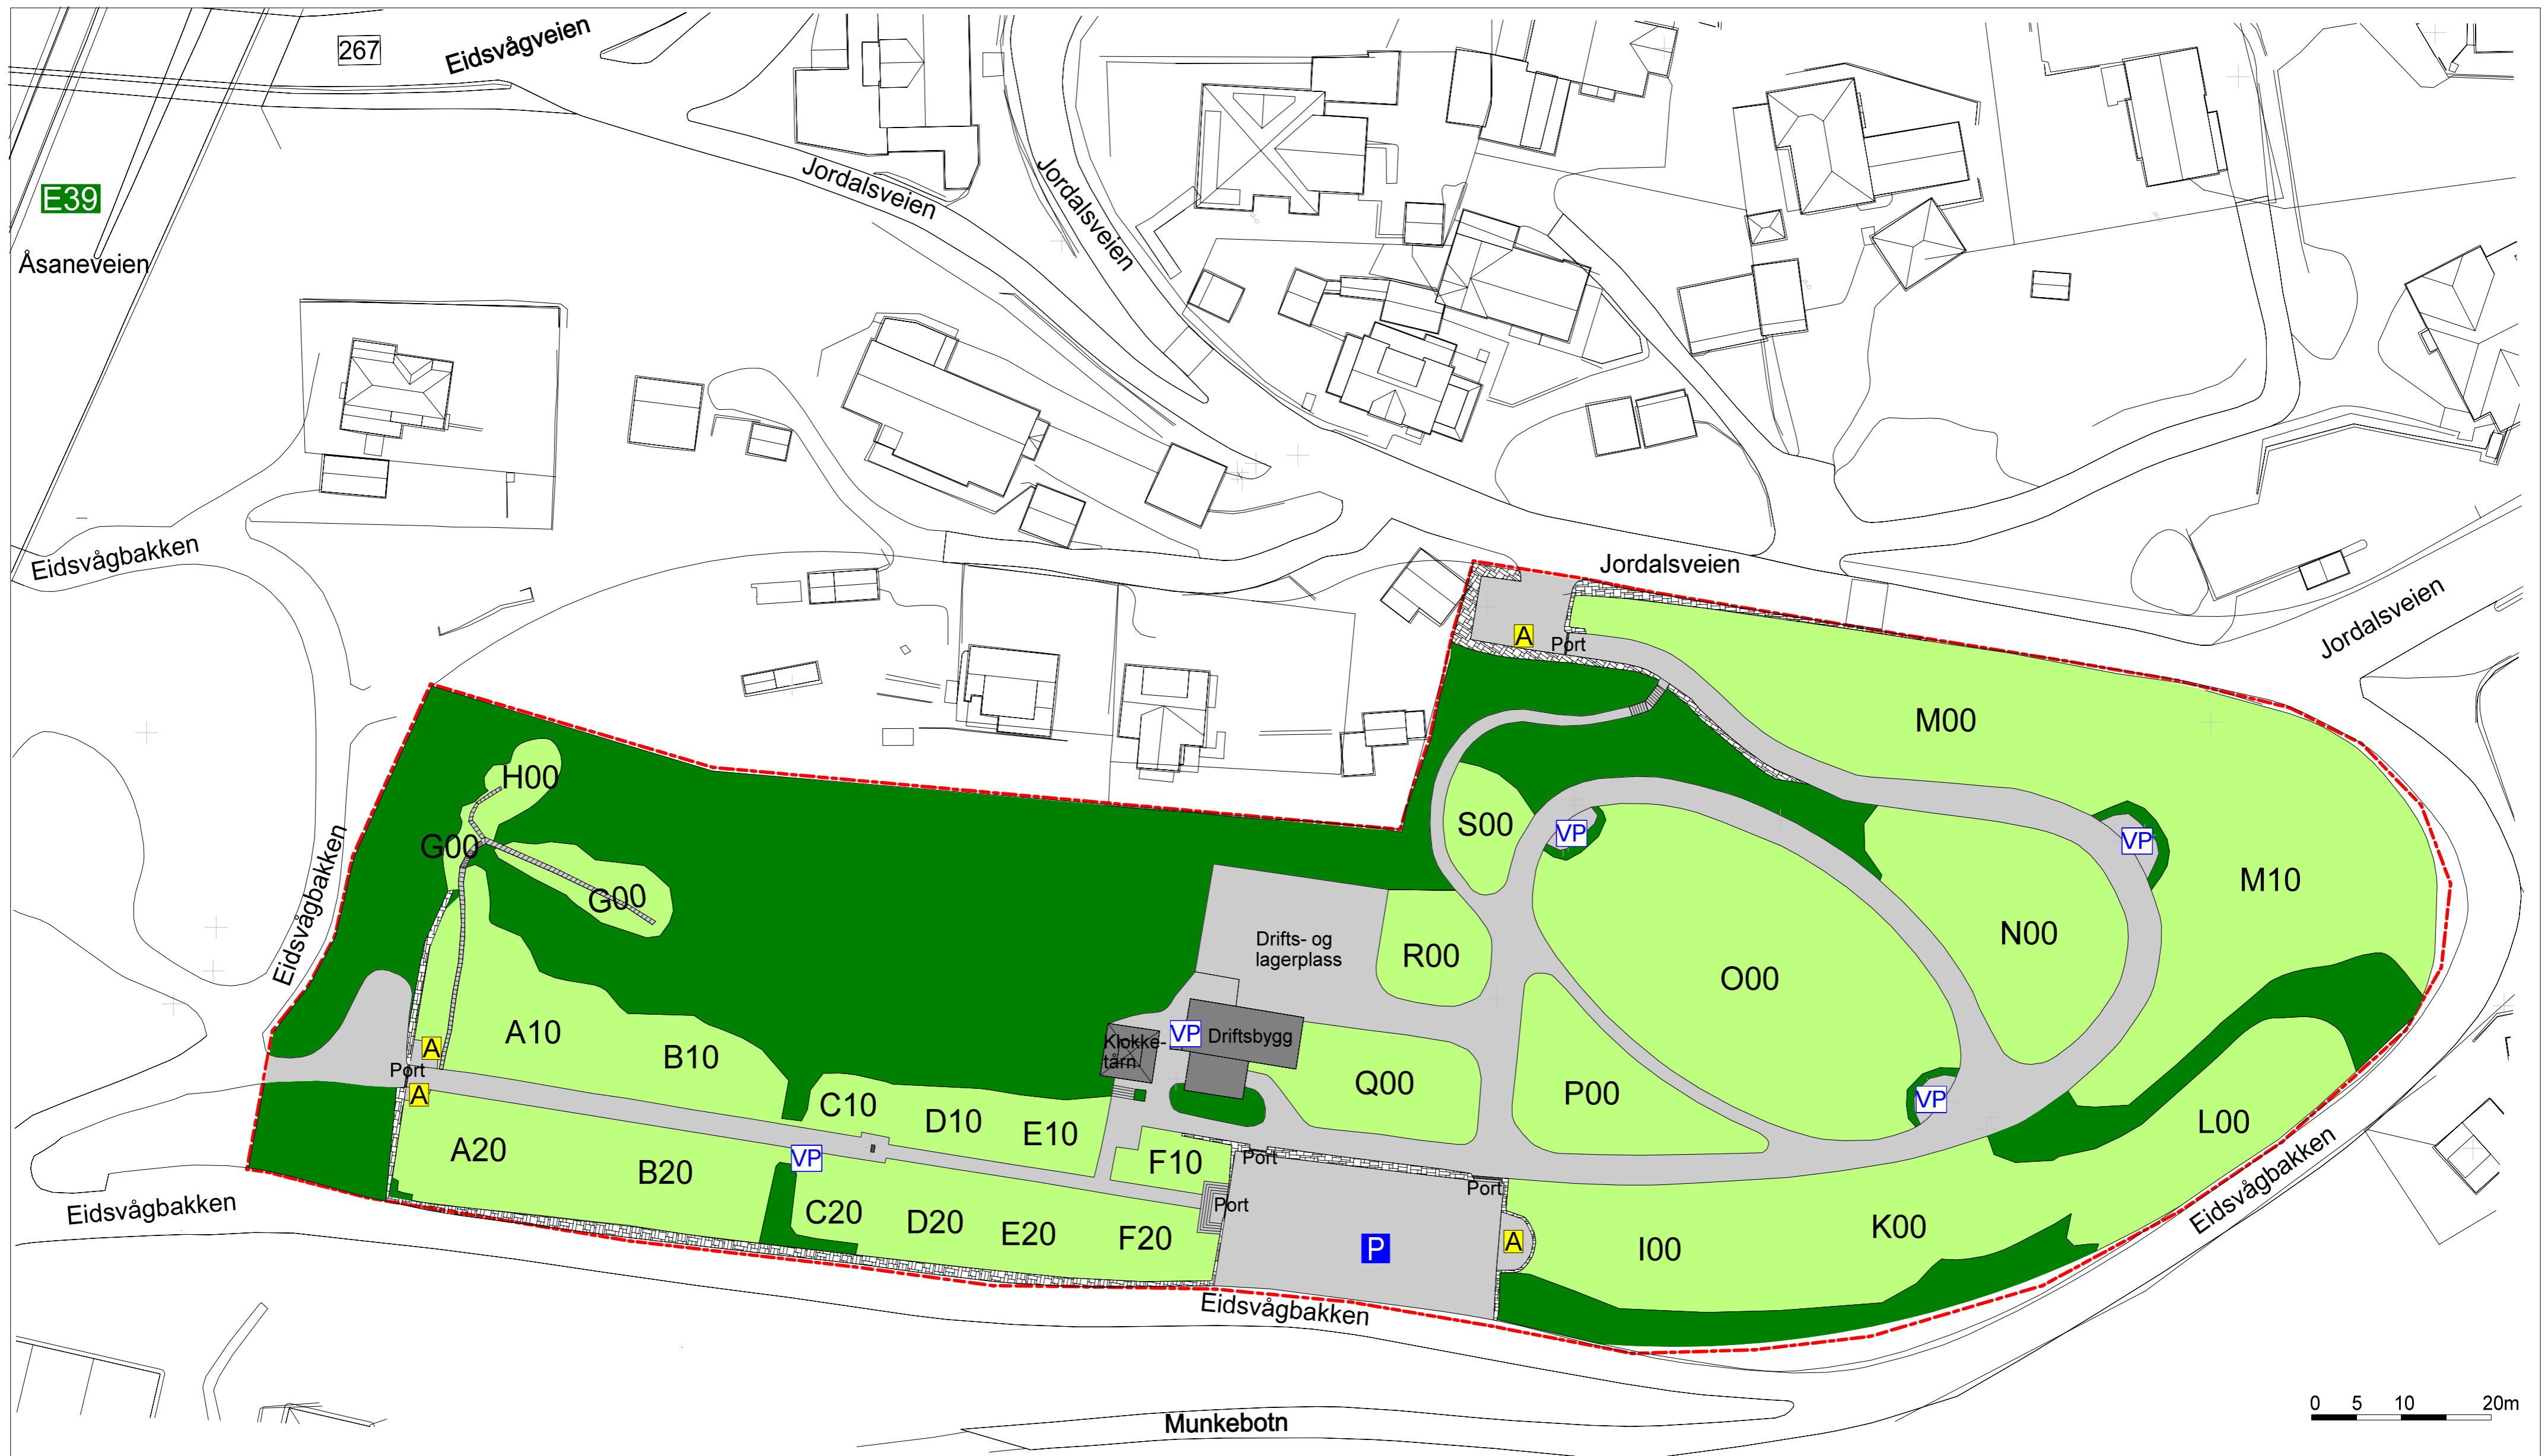 267
Eidsvågveien
E39
Åsaneveien
Jordalsveien
Jordalsveien
Eidsvågbakken
Jordalsveien
Jordalsveien
A
Port
M00
H00
G00
G00
S00
VP
VP
M10
Eidsvågbakken
N00
Drifts- og
lagerplass
R00
O00
A10
B10
A
Port
A
Klokke-
tårn
VP
Driftsbygg
Q00
P00
VP
L00
C10
D10
E10
A20
B20
VP
F10
Port
Port
Port
C20
D20
E20
F20
P
A
I00
K00
Eidsvågbakken
Eidsvågbakken
Eidsvågbakken
Munkebotn
0 5 10 20m